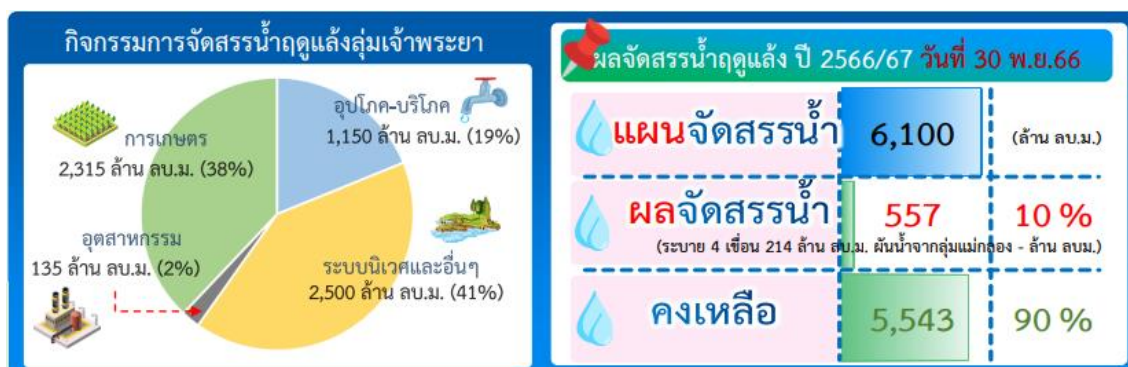 กิจกรรมการจัดสรรน้ำฤดูแล้งลุ่มเจ้าพระยา
อุปโภค-บริโภค
1,150 ล้าน ลบ.ม. (19%)
การเกษตร
2,315 ล้าน ลบ.ม. (38%)
อุตสาหกรรม
135 ล้าน ลบ.ม. (2%)
ระบบนิเวศและอื่นๆ
2,500 ล้าน ลบ.ม. (41%)
ผลจัดสรรน้ำฤดูแล้ง ปี 2566/67 วันที่ 30 พ.ย.66
แผนจัดสรรน้ำ 6,100 (ล้าน ลบ.ม.)
ผลจัดสรรน้ำ 557 10 %
(ระบาย 4 เขื่อน 214 ล้าน ลบ.ม. ผันน้ำจากลุ่มแม่กลอง - ล้าน ลบม.)
คงเหลือ 5,543 90 %